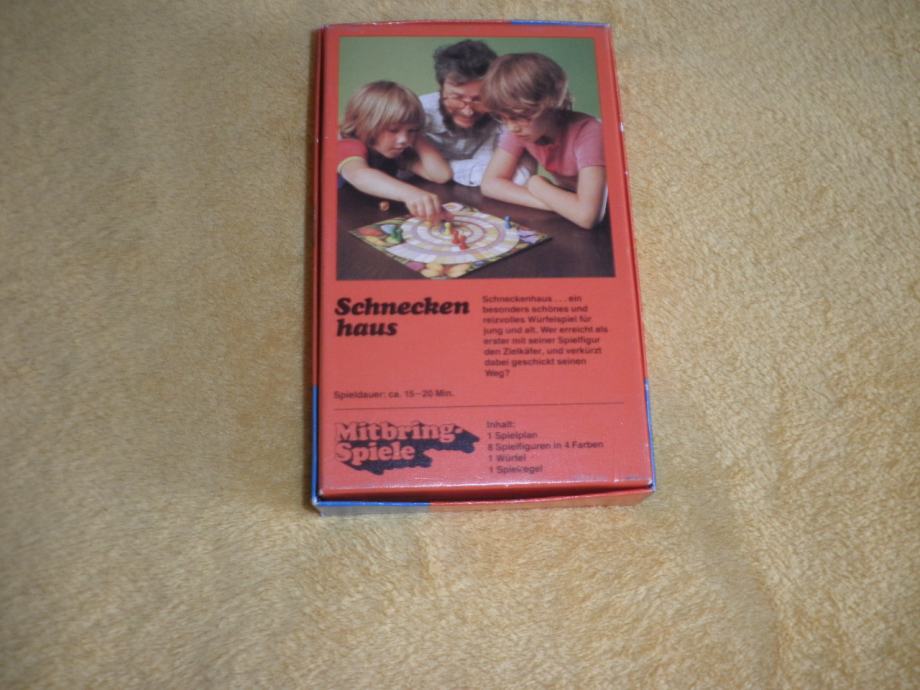 Schnecken
haus
Schneckenhaus . . . ein
besonders schönes und
reizvolles Würfelspiel für
jung und alt. Wer erreicht als
erster mit seiner Spielfigur
den Zielkäfer, und verkürzt
dabei geschickt seinen
Weg?
Spieldauer: ca. 15–20 Min.
Mitbring-
Spiele
Inhalt:
1 Spielplan
8 Spielfiguren in 4 Farben
1 Würfel
1 Spielregel